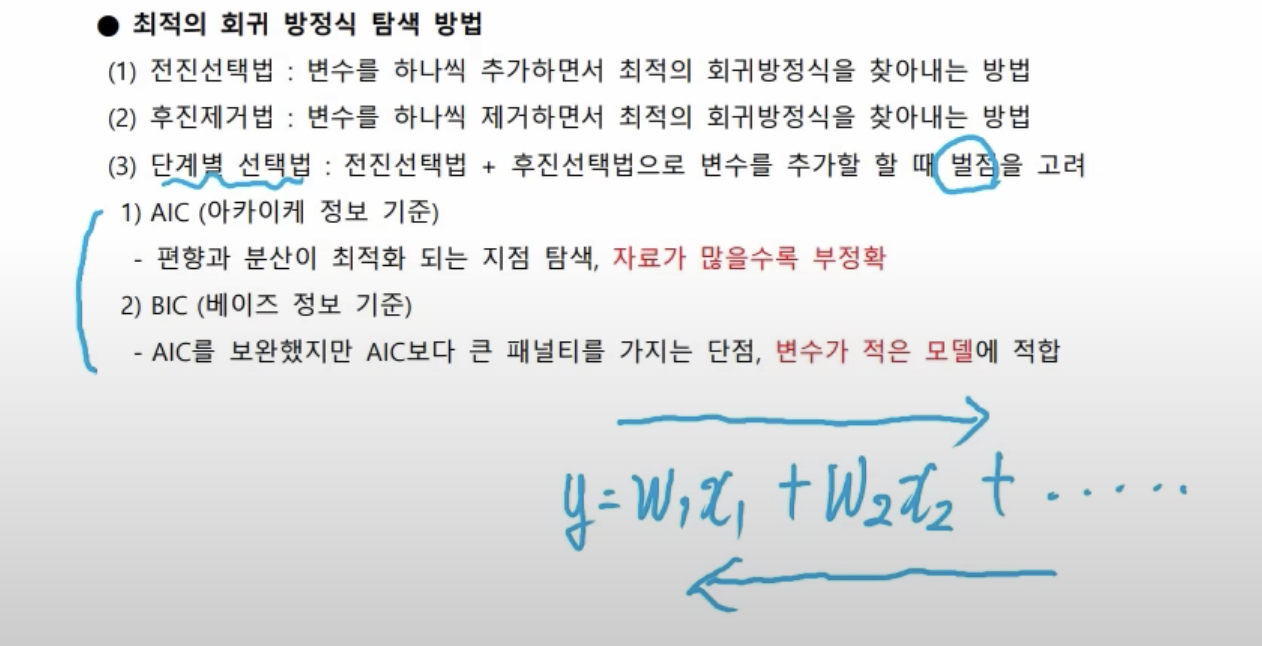 ● 최적의 회귀 방정식 탐색 방법
(1) 전진선택법 : 변수를 하나씩 추가하면서 최적의 회귀방정식을 찾아내는 방법
(2) 후진제거법 : 변수를 하나씩 제거하면서 최적의 회귀방정식을 찾아내는 방법
(3) 단계별 선택법 : 전진선택법 + 후진선택법으로 변수를 추가할 할 때 벌점을 고려
1) AIC (아카이케 정보 기준)
- 편향과 분산이 최적화 되는 지점 탐색, 자료가 많을수록 부정확
2) BIC (베이즈 정보 기준)
- AIC를 보완했지만 AIC보다 큰 패널티를 가지는 단점, 변수가 적은 모델에 적합
y=W₁x₁ +W₂x₂ + ......